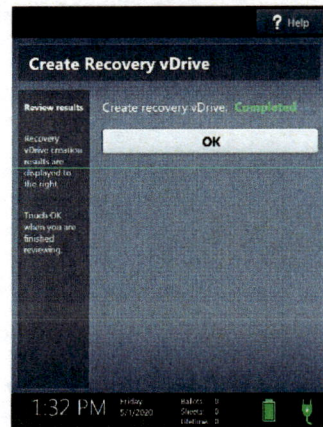 ? Help
Create Recovery vDrive
Review results
Create recovery vDrive: Completed
OK
Recovery
vDrive creation
results are
displayed to
the right.
Touch OK
when you are
finished
reviewing.
1:32 PM
Friday
5/1/2020
Ballots 0
Sheets 0
Lifetime 0